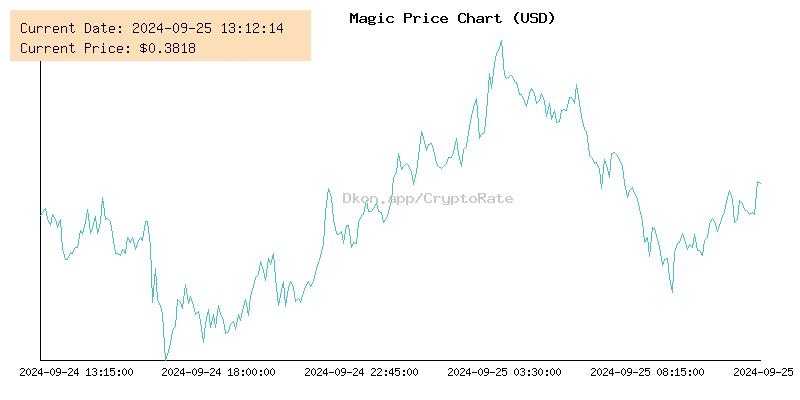 Magic Price Chart (USD)
Current Date: 2024-09-25 13:12:14
Current Price: $0.3818
Dkon.app/CryptoRate
2024-09-24 13:15:00 2024-09-24 18:00:00 2024-09-24 22:45:00 2024-09-25 03:30:00 2024-09-25 08:15:00 2024-09-25